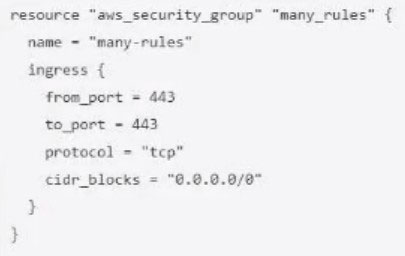 resource "aws_security_group" "many_rules" {
  name = "many-rules"
  ingress {
    from_port = 443
    to_port = 443
    protocol = "tcp"
    cidr_blocks = "0.0.0.0/0"
  }
}